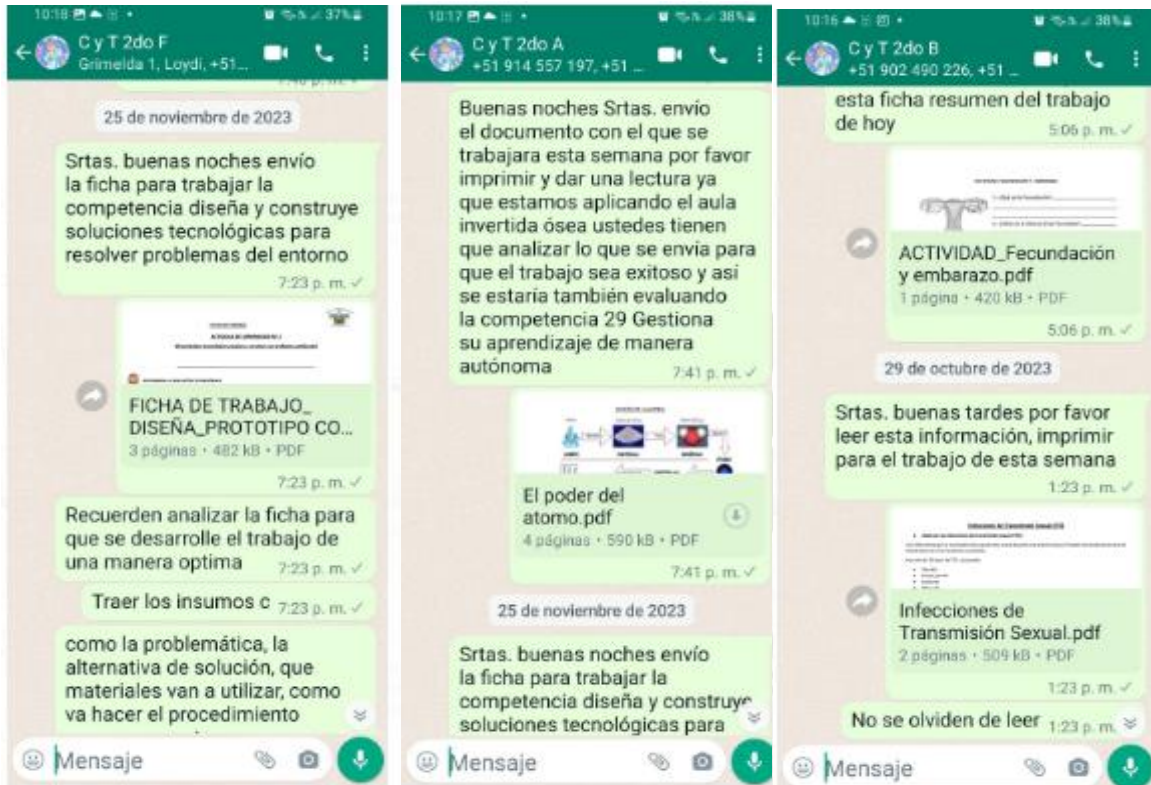 10:18 37%
C y T 2do F
Grimelda 1, Loydi, +51...
25 de noviembre de 2023
Srtas. buenas noches envío
la ficha para trabajar la
competencia diseña y construye
soluciones tecnológicas para
resolver problemas del entorno
7:23 p. m.
FICHA DE TRABAJO_
DISEÑA_PROTOTIPO CO...
3 páginas • 482 kB • PDF
7:23 p. m.
Recuerden analizar la ficha para
que se desarrolle el trabajo de
una manera optima 7:23 p. m.
Traer los insumos c 7:23 p. m.
como la problemática, la
alternativa de solución, que
materiales van a utilizar, como
va hacer el procedimiento
Mensaje
10:17 38%
C y T 2do A
+51 914 557 197, +51 ...
Buenas noches Srtas. envío
el documento con el que se
trabajara esta semana por favor
imprimir y dar una lectura ya
que estamos aplicando el aula
invertida ósea ustedes tienen
que analizar lo que se envía para
que el trabajo sea exitoso y así
se estaría también evaluando
la competencia 29 Gestiona
su aprendizaje de manera
autónoma 7:41 p. m.
El poder del
atomo.pdf
4 páginas • 590 kB • PDF
7:41 p. m.
25 de noviembre de 2023
Srtas. buenas noches envío
la ficha para trabajar la
competencia diseña y construye
soluciones tecnológicas para
Mensaje
10:16 38%
C y T 2do B
+51 902 490 226, +51 ...
esta ficha resumen del trabajo
de hoy 5:06 p. m.
ACTIVIDAD_Fecundación
y embarazo.pdf
1 página • 420 kB • PDF
5:06 p. m.
29 de octubre de 2023
Srtas. buenas tardes por favor
leer esta información, imprimir
para el trabajo de esta semana
1:23 p. m.
Infecciones de Transmisión Sexual (ITS)
Infecciones de
Transmisión Sexual.pdf
2 páginas • 509 kB • PDF
1:23 p. m.
No se olviden de leer 1:23 p. m.
Mensaje